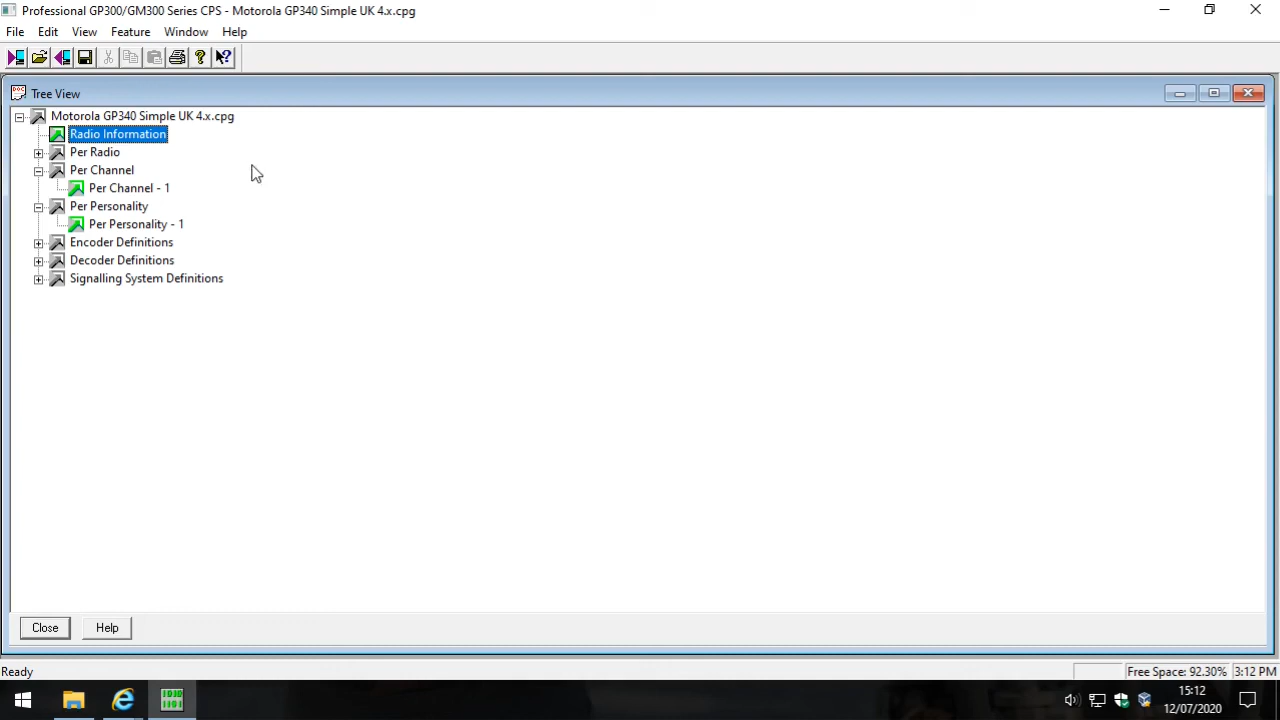 Professional GP300/GM300 Series CPS - Motorola GP340 Simple UK 4.x.cpg
File Edit View Feature Window Help
Tree View
Motorola GP340 Simple UK 4.x.cpg
Radio Information
Per Radio
Per Channel
Per Channel - 1
Per Personality
Per Personality - 1
Encoder Definitions
Decoder Definitions
Signalling System Definitions
Close Help
Ready Free Space: 92.30% 3:12 PM
15:12
12/07/2020